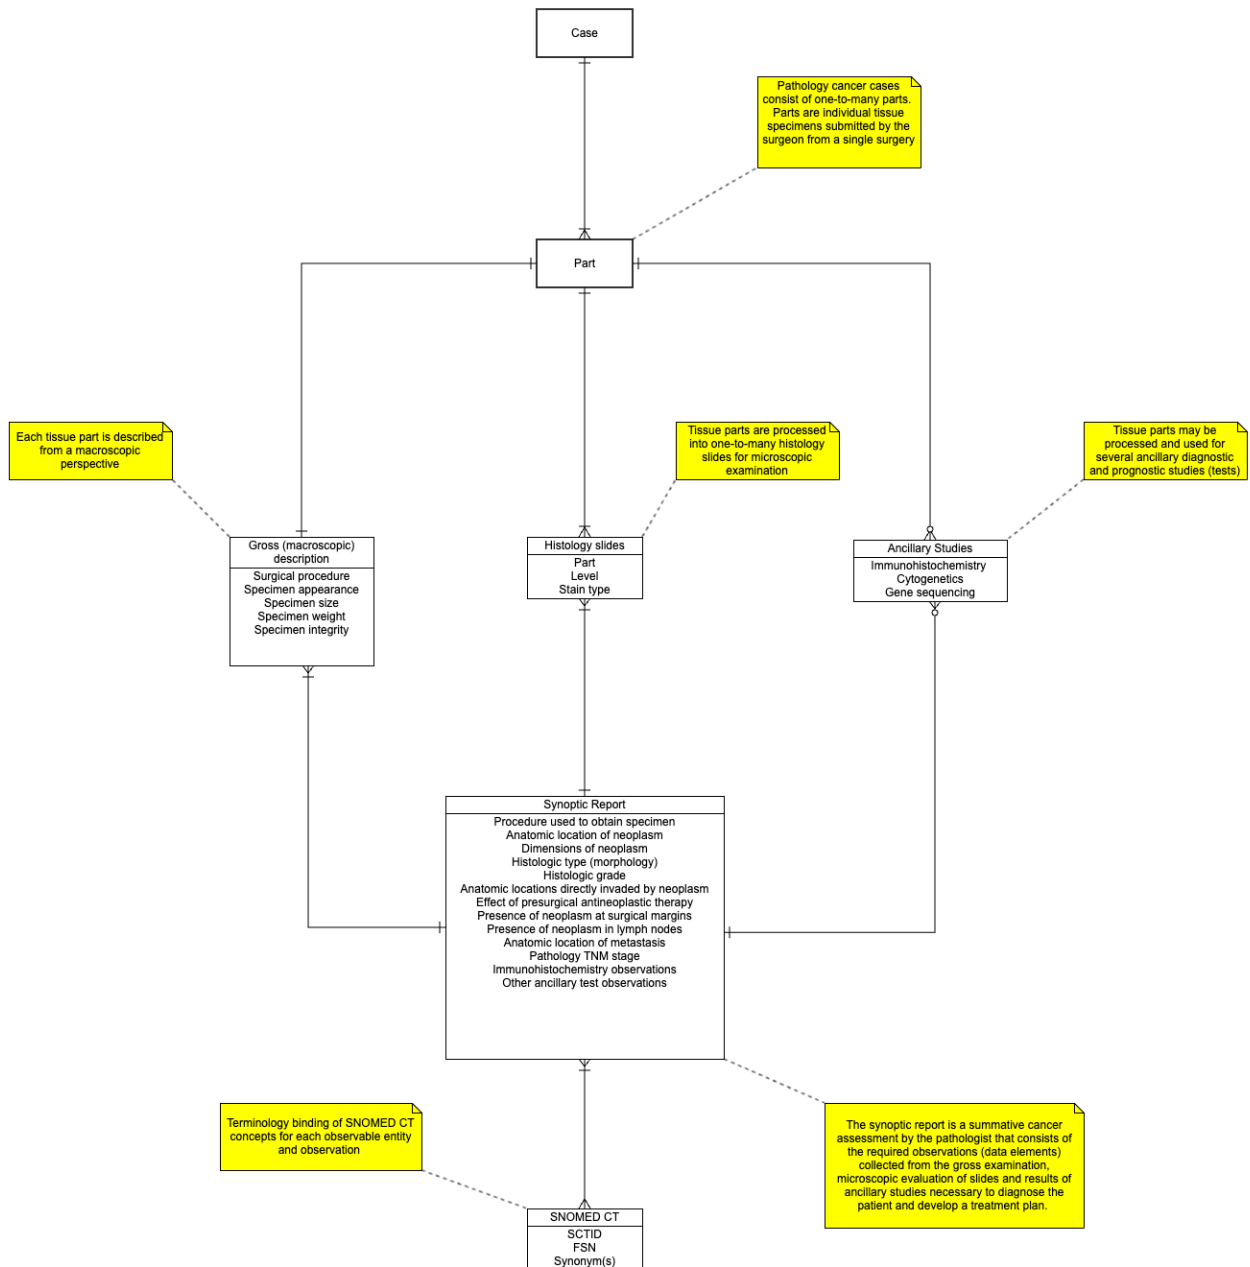 Case
Pathology cancer cases
consist of one-to-many parts.
Parts are individual tissue
specimens submitted by the
surgeon from a single surgery
Part
Each tissue part is described
from a macroscopic
perspective
Tissue parts are processed
into one-to-many histology
slides for microscopic
examination
Tissue parts may be
processed and used for
several ancillary diagnostic
and prognostic studies (tests)
Gross (macroscopic)
description
Surgical procedure
Specimen appearance
Specimen size
Specimen weight
Specimen integrity
Histology slides
Part
Level
Stain type
Ancillary Studies
Immunohistochemistry
Cytogenetics
Gene sequencing
Synoptic Report
Procedure used to obtain specimen
Anatomic location of neoplasm
Dimensions of neoplasm
Histologic type (morphology)
Histologic grade
Anatomic locations directly invaded by neoplasm
Effect of presurgical antineoplastic therapy
Presence of neoplasm at surgical margins
Presence of neoplasm in lymph nodes
Anatomic location of metastasis
Pathology TNM stage
Immunohistochemistry observations
Other ancillary test observations
Terminology binding of SNOMED CT
concepts for each observable entity
and observation
The synoptic report is a summative cancer
assessment by the pathologist that consists of
the required observations (data elements)
collected from the gross examination,
microscopic evaluation of slides and results of
ancillary studies necessary to diagnose the
patient and develop a treatment plan.
SNOMED CT
SCTID
FSN
Synonym(s)